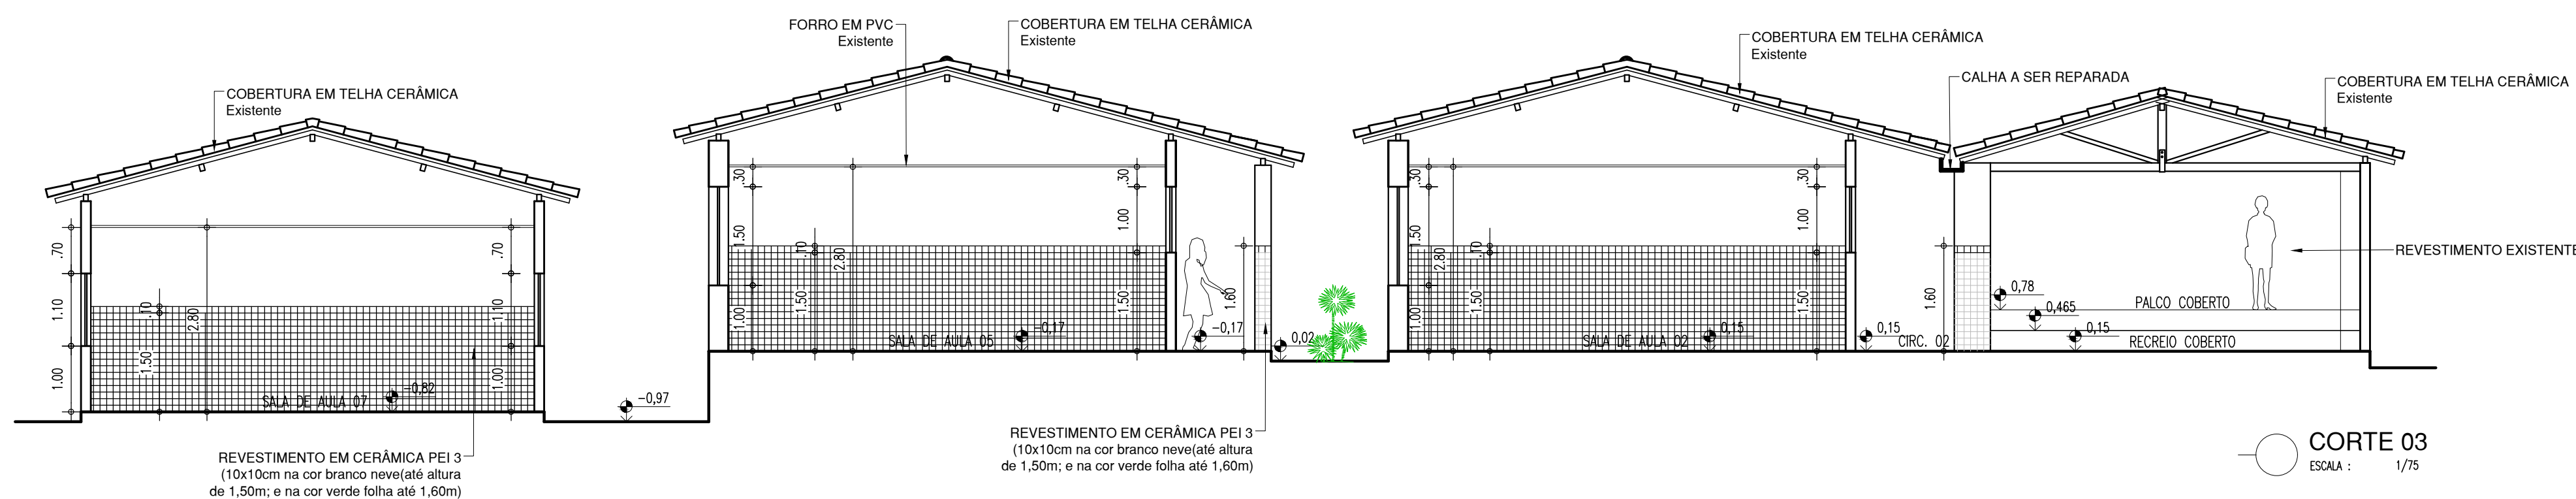 FORRO EM PVC
Existente
COBERTURA EM TELHA CERÂMICA
Existente
COBERTURA EM TELHA CERÂMICA
Existente
CALHA A SER REPARADA
COBERTURA EM TELHA CERÂMICA
Existente
COBERTURA EM TELHA CERÂMICA
Existente
.70
1.10
1.00
.10
1.50
2.80
.70
1.10
1.00
SALA DE AULA 07
-0,82
-0,97
.30
1.50
1.00
.10
1.50
2.80
.30
1.00
1.50
SALA DE AULA 05
-0,17
-0,17
1.60
0,02
.30
1.50
1.00
2.80
.10
1.50
.30
1.00
1.50
SALA DE AULA 02
0,15
0,15
CIRC. 02
1.60
0,78
0,465
0,15
PALCO COBERTO
RECREIO COBERTO
REVESTIMENTO EXISTENTE
REVESTIMENTO EM CERÂMICA PEI 3
(10x10cm na cor branco neve(até altura
de 1,50m; e na cor verde folha até 1,60m)
REVESTIMENTO EM CERÂMICA PEI 3
(10x10cm na cor branco neve(até altura
de 1,50m; e na cor verde folha até 1,60m)
CORTE 03
ESCALA : 1/75